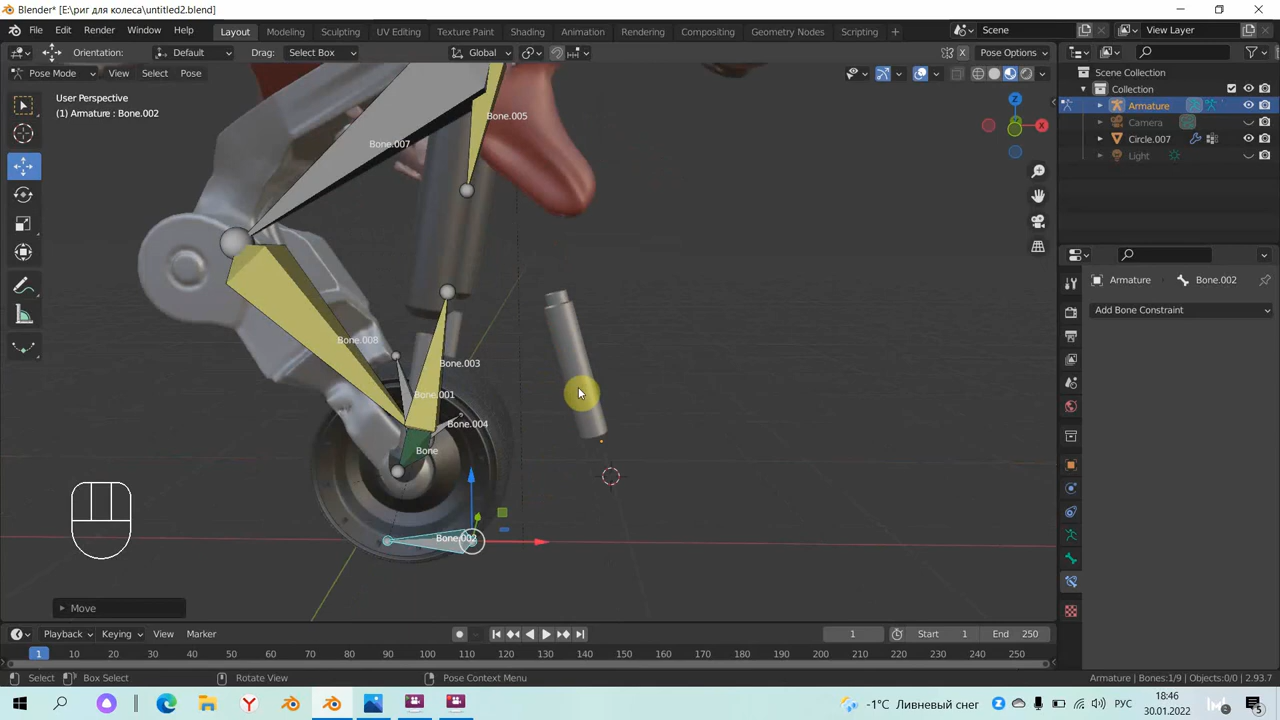 Blender* [E:\риг для колеса\untitled2.blend]
File Edit Render Window Help Layout Modeling Sculpting UV Editing Texture Paint Shading Animation Rendering Compositing Geometry Nodes Scripting + Scene View Layer
Orientation: Default Drag: Select Box Global X Pose Options
Pose Mode View Select Pose
User Perspective
(1) Armature : Bone.002
Scene Collection
Collection
Armature
Camera
Circle.007
Light
Z
X
Bone.005
Bone.007
Bone.008
Bone.003
Bone.001
Bone.004
Bone
Bone.002
Armature Bone.002
Add Bone Constraint
Move
Playback Keying View Marker 1 Start 1 End 250
1 10 20 30 40 50 60 70 80 90 100 110 120 130 140 150 160 170 180 190 200 210 220 230 240 250
Select Box Select Rotate View Pose Context Menu Armature | Bones:1/9 | Objects:0/0 | 2.93.7
-1°C Ливневый снег РУС 18:46
30.01.2022
5